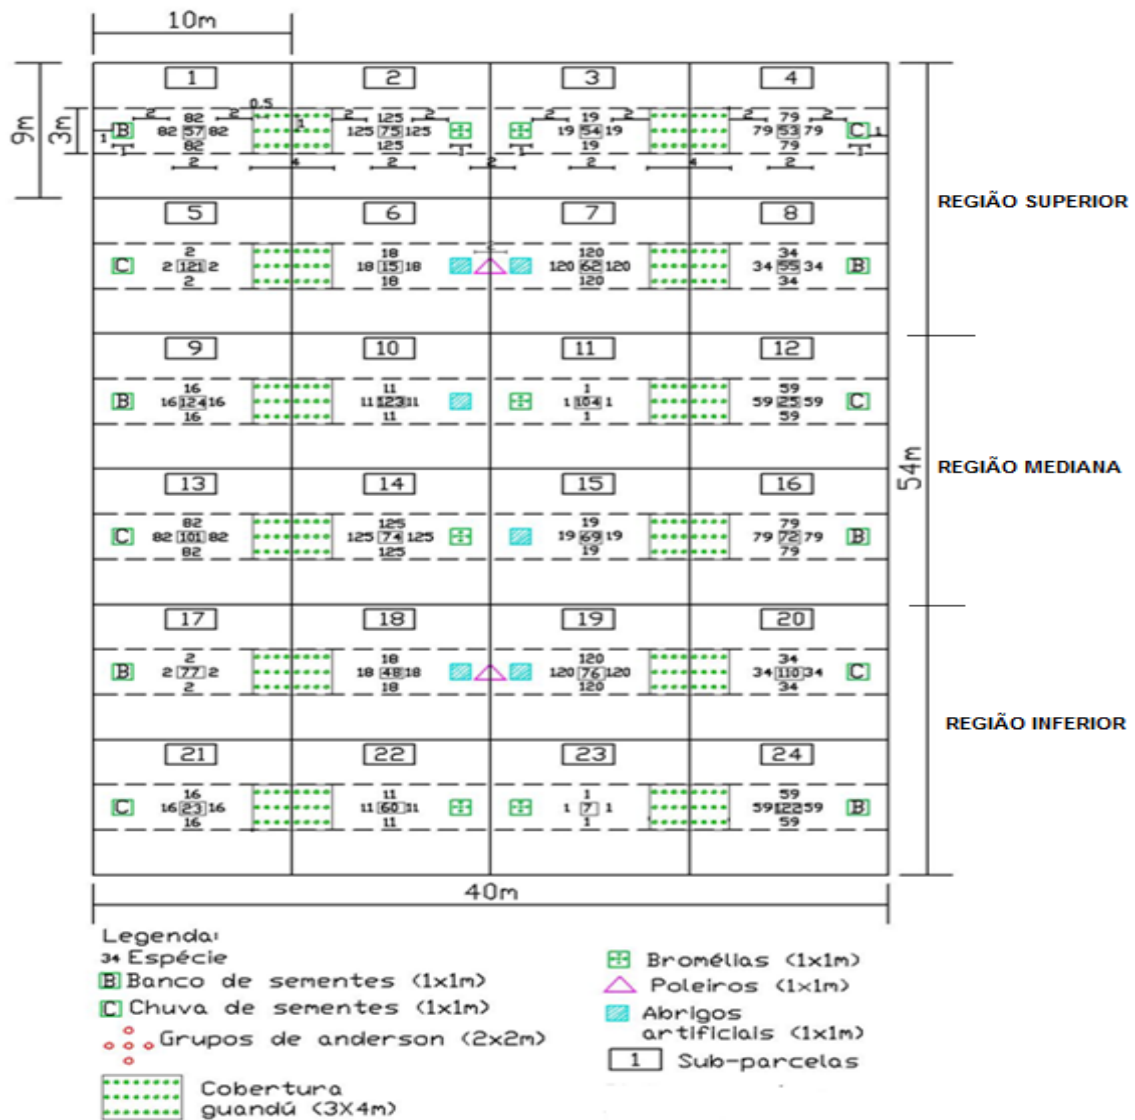 10m
1 2 3 4
9m 3m
2 2 0.5 2 2 2 2 2 2
82 125 19 79
1 B 82 57 82 1 125 75 125 19 54 19 79 53 79 C 1
82 125 19 79
1 1 1 1
2 4 2 2 2 4 2
REGIÃO SUPERIOR
5 6 7 8
2 18 120 34
C 2 121 2 18 15 18 120 62 120 34 55 34 B
2 18 120 34
9 10 11 12
16 11 1 59
B 16 124 16 11 123 11 1 104 1 59 25 59 C
16 11 1 59
54m
REGIÃO MEDIANA
13 14 15 16
82 125 19 79
C 82 101 82 125 74 125 19 69 19 79 72 79 B
82 125 19 79
17 18 19 20
2 18 120 34
B 2 77 2 18 48 18 120 76 120 34 110 34 C
2 18 120 34
REGIÃO INFERIOR
21 22 23 24
16 11 1 59
C 16 23 16 11 60 11 1 7 1 59 122 59 B
16 11 1 59
40m
Legenda:
34 Espécie
B Banco de sementes (1x1m)
C Chuva de sementes (1x1m)
Grupos de anderson (2x2m)
Cobertura
guandú (3X4m)
Bromélias (1x1m)
Poleiros (1x1m)
Abrigos
artificiais (1x1m)
1 Sub-parcelas